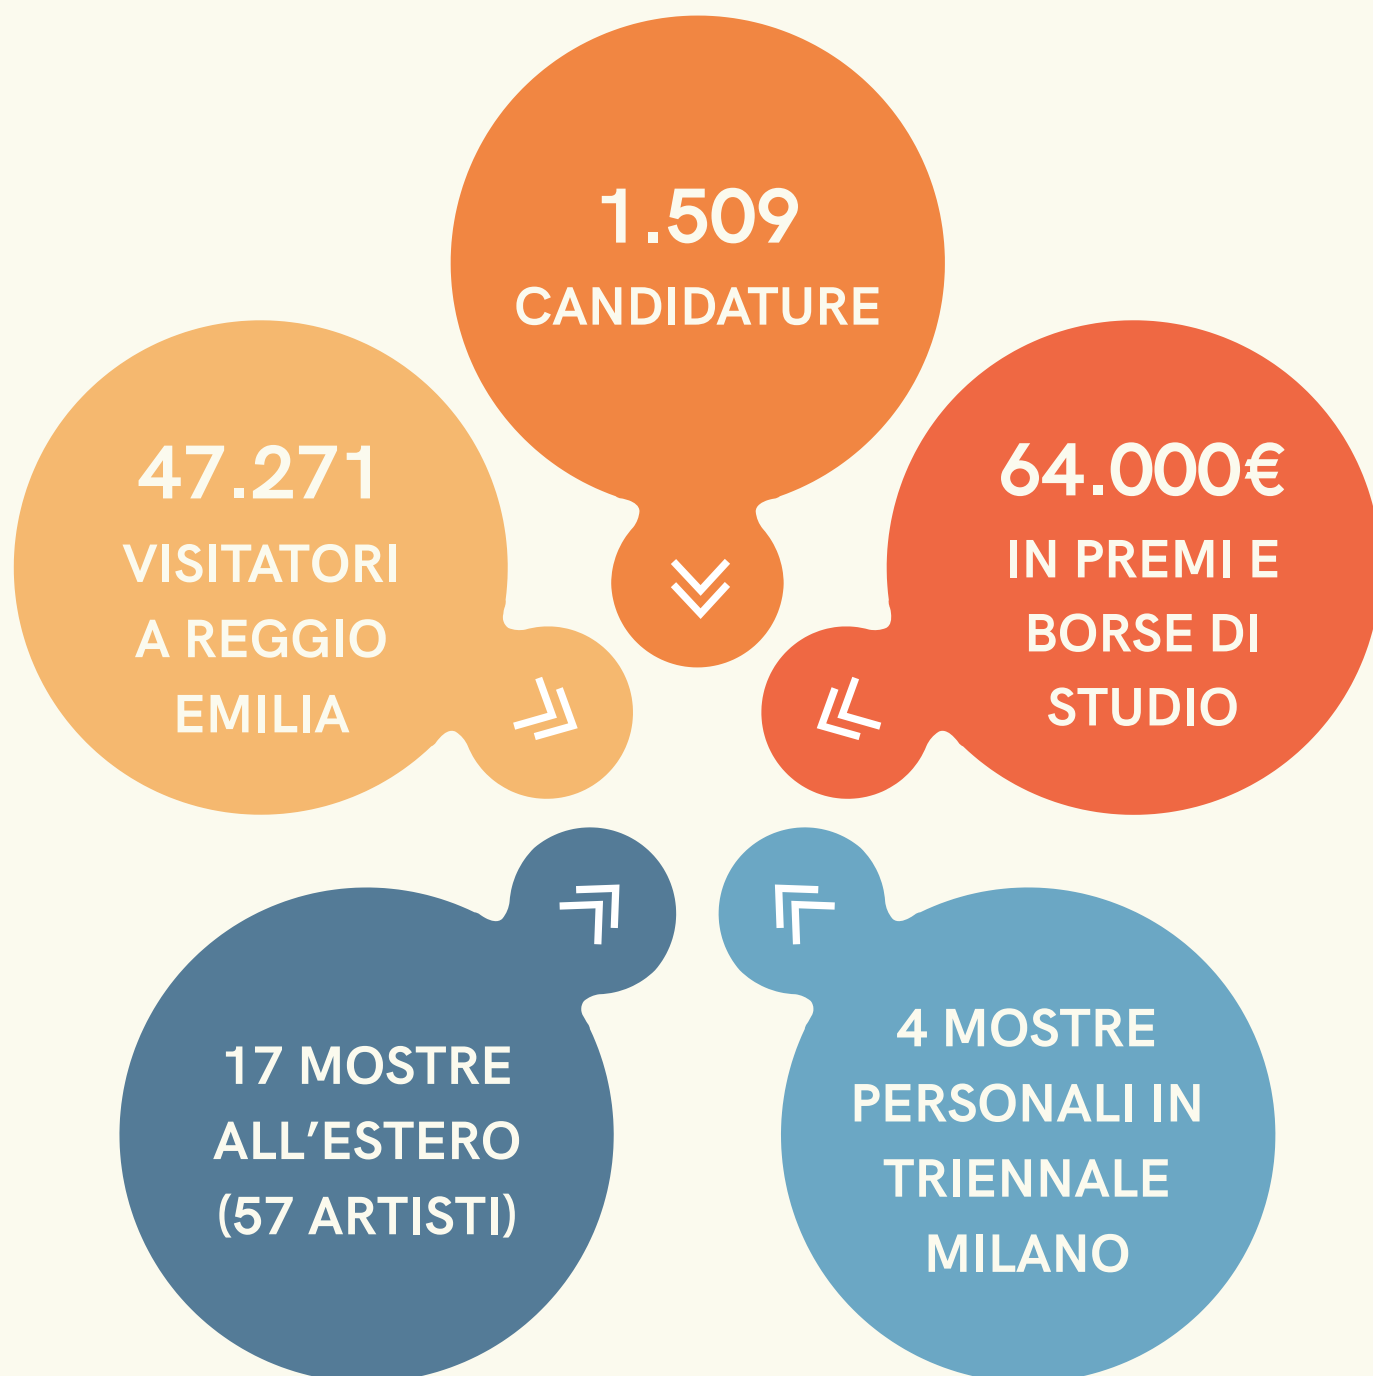 1.509
CANDIDATURE
47.271
VISITATORI
A REGGIO
EMILIA
64.000€
IN PREMI E
BORSE DI
STUDIO
17 MOSTRE
ALL’ESTERO
(57 ARTISTI)
4 MOSTRE
PERSONALI IN
TRIENNALE
MILANO